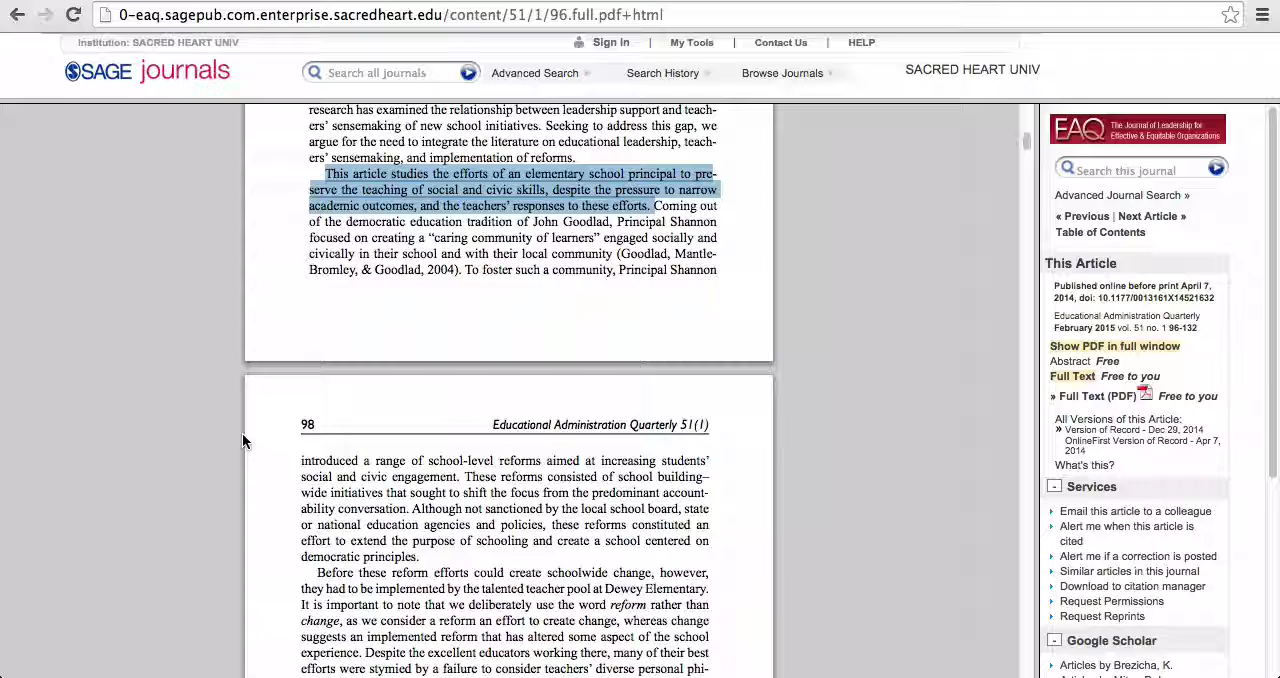 0-eaq.sagepub.com.enterprise.sacredheart.edu/content/51/1/96.full.pdf+html
Institution: SACRED HEART UNIV
Sign In | My Tools | Contact Us | HELP
SAGE journals
Search all journals
Advanced Search
Search History
Browse Journals
SACRED HEART UNIV
research has examined the relationship between leadership support and teach-
ers' sensemaking of new school initiatives. Seeking to address this gap, we
argue for the need to integrate the literature on educational leadership, teach-
ers' sensemaking, and implementation of reforms.
This article studies the efforts of an elementary school principal to pre-
serve the teaching of social and civic skills, despite the pressure to narrow
academic outcomes, and the teachers' responses to these efforts. Coming out
of the democratic education tradition of John Goodlad, Principal Shannon
focused on creating a “caring community of learners” engaged socially and
civically in their school and with their local community (Goodlad, Mantle-
Bromley, & Goodlad, 2004). To foster such a community, Principal Shannon
98
Educational Administration Quarterly 51(1)
introduced a range of school-level reforms aimed at increasing students'
social and civic engagement. These reforms consisted of school building–
wide initiatives that sought to shift the focus from the predominant account-
ability conversation. Although not sanctioned by the local school board, state
or national education agencies and policies, these reforms constituted an
effort to extend the purpose of schooling and create a school centered on
democratic principles.
Before these reform efforts could create schoolwide change, however,
they had to be implemented by the talented teacher pool at Dewey Elementary.
It is important to note that we deliberately use the word reform rather than
change, as we consider a reform an effort to create change, whereas change
suggests an implemented reform that has altered some aspect of the school
experience. Despite the excellent educators working there, many of their best
efforts were stymied by a failure to consider teachers' diverse personal phi-
EAQ The Journal of Leadership for
Effective & Equitable Organizations
Search this journal
Advanced Journal Search »
« Previous | Next Article »
Table of Contents
This Article
Published online before print April 7,
2014, doi: 10.1177/0013161X14521632
Educational Administration Quarterly
February 2015 vol. 51 no. 1 96-132
Show PDF in full window
Abstract Free
Full Text Free to you
» Full Text (PDF) Free to you
All Versions of this Article:
» Version of Record - Dec 29, 2014
OnlineFirst Version of Record - Apr 7,
2014
What's this?
- Services
Email this article to a colleague
Alert me when this article is
cited
Alert me if a correction is posted
Similar articles in this journal
Download to citation manager
Request Permissions
Request Reprints
- Google Scholar
Articles by Brezicha, K.